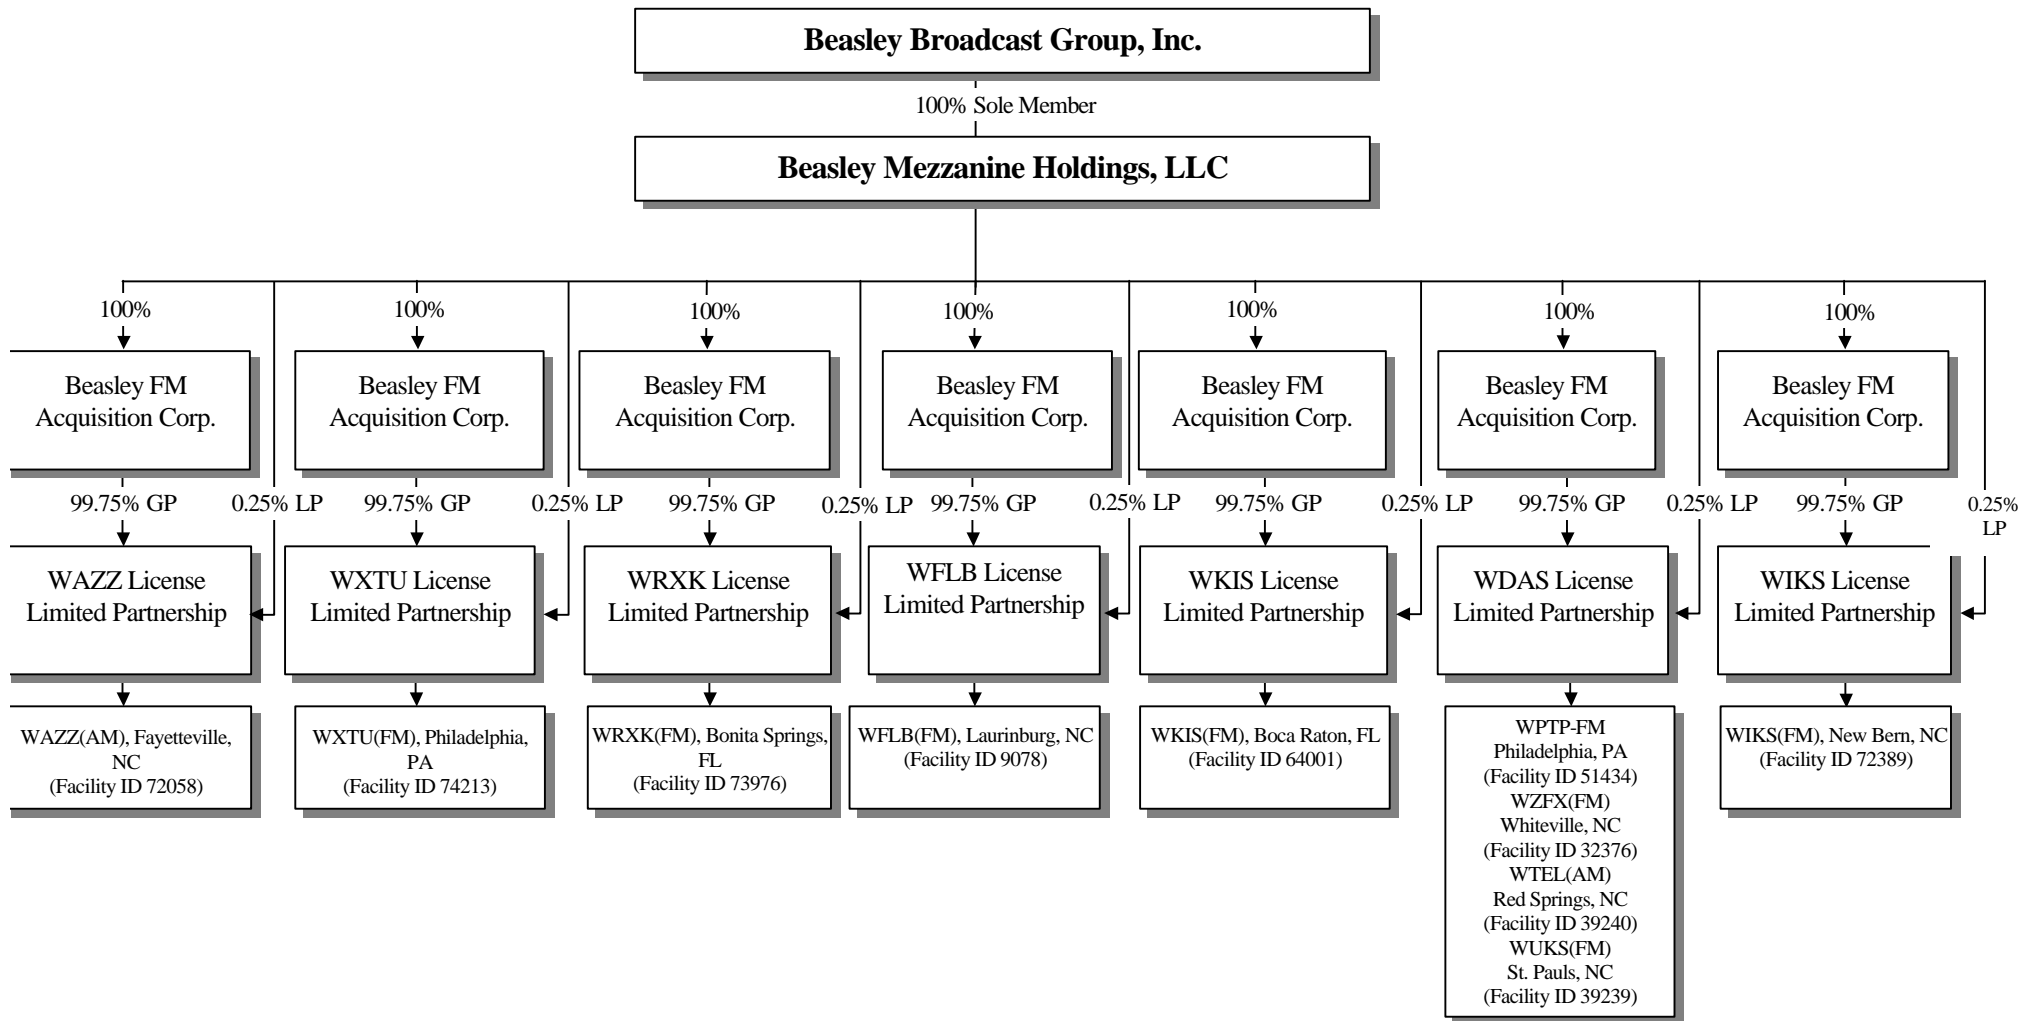 Beasley Broadcast Group, Inc.
100% Sole Member
Beasley Mezzanine Holdings, LLC
100%
100%
100%
100%
100%
100%
100%
Beasley FM
Acquisition Corp.
Beasley FM
Acquisition Corp.
Beasley FM
Acquisition Corp.
Beasley FM
Acquisition Corp.
Beasley FM
Acquisition Corp.
Beasley FM
Acquisition Corp.
Beasley FM
Acquisition Corp.
99.75% GP
0.25% LP
99.75% GP
0.25% LP
99.75% GP
0.25% LP
99.75% GP
0.25% LP
99.75% GP
0.25% LP
99.75% GP
0.25% LP
99.75% GP
0.25%
LP
WAZZ License
Limited Partnership
WXTU License
Limited Partnership
WRXK License
Limited Partnership
WFLB License
Limited Partnership
WKIS License
Limited Partnership
WDAS License
Limited Partnership
WIKS License
Limited Partnership
WAZZ(AM), Fayetteville,
NC
(Facility ID 72058)
WXTU(FM), Philadelphia,
PA
(Facility ID 74213)
WRXK(FM), Bonita Springs,
FL
(Facility ID 73976)
WFLB(FM), Laurinburg, NC
(Facility ID 9078)
WKIS(FM), Boca Raton, FL
(Facility ID 64001)
WPTP-FM
Philadelphia, PA
(Facility ID 51434)
WZFX(FM)
Whiteville, NC
(Facility ID 32376)
WTEL(AM)
Red Springs, NC
(Facility ID 39240)
WUKS(FM)
St. Pauls, NC
(Facility ID 39239)
WIKS(FM), New Bern, NC
(Facility ID 72389)